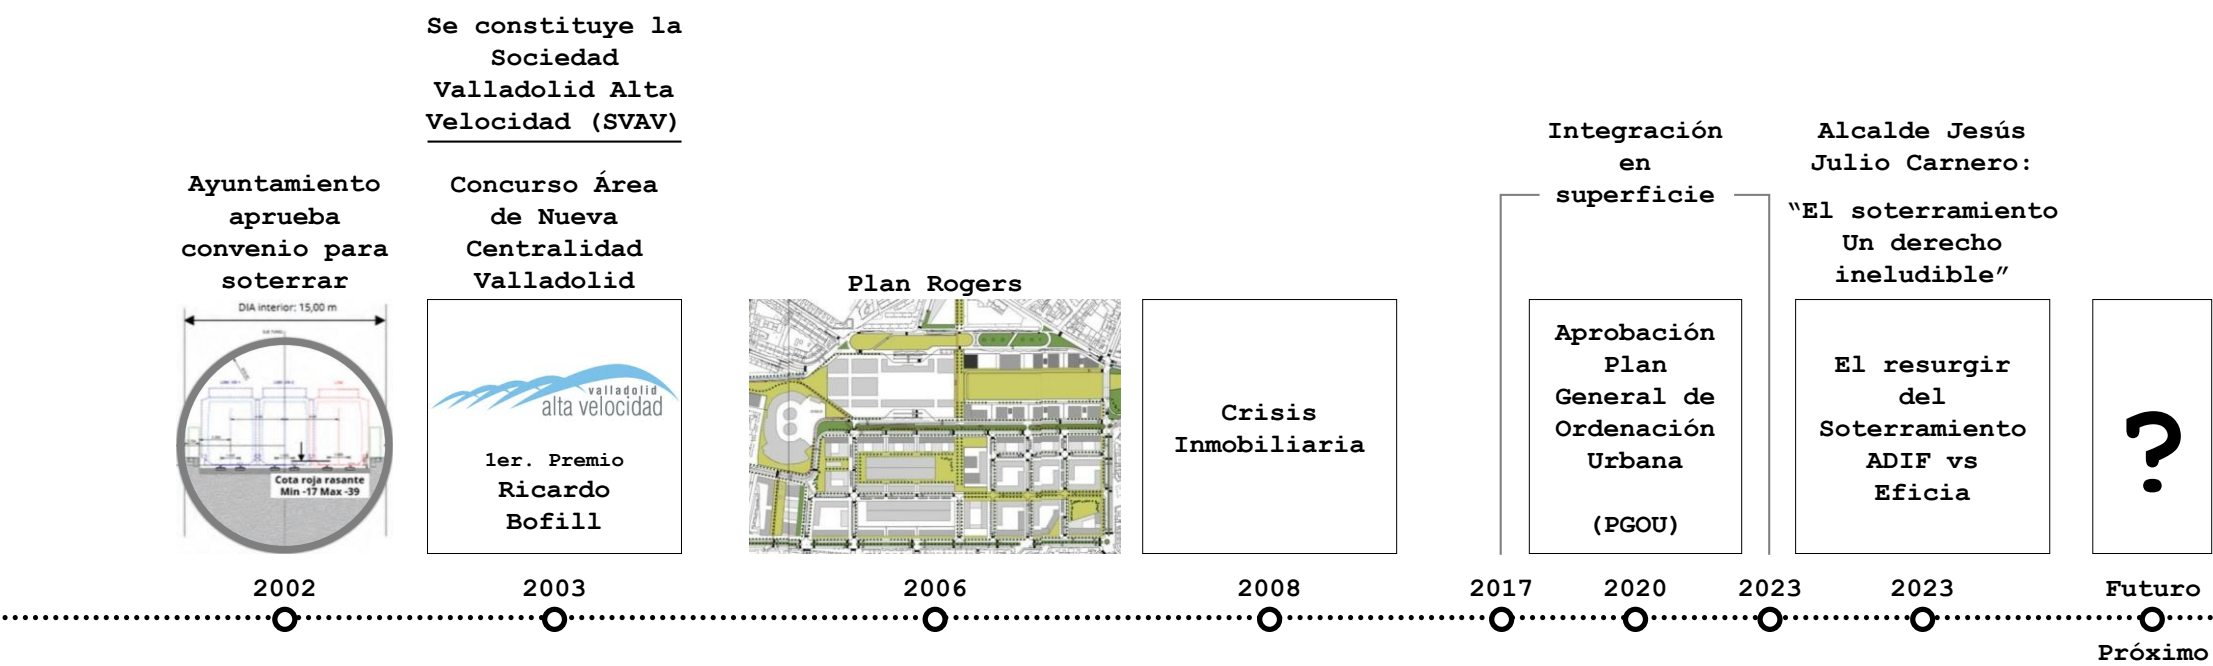 Ayuntamiento
aprueba
convenio para
soterrar
DIA interior: 15,00 m
Cota roja rasante
Min -17 Max -39
2002
Se constituye la
Sociedad
Valladolid Alta
Velocidad (SVAV)
Concurso Área
de Nueva
Centralidad
Valladolid
valladolid
alta velocidad
1er. Premio
Ricardo
Bofill
2003
Plan Rogers
2006
Crisis
Inmobiliaria
2008
Integración
en
superficie
2017
Aprobación
Plan
General de
Ordenación
Urbana
(PGOU)
2020
2023
Alcalde Jesús
Julio Carnero:
“El soterramiento
Un derecho
ineludible”
El resurgir
del
Soterramiento
ADIF vs
Eficia
2023
?
Futuro
Próximo